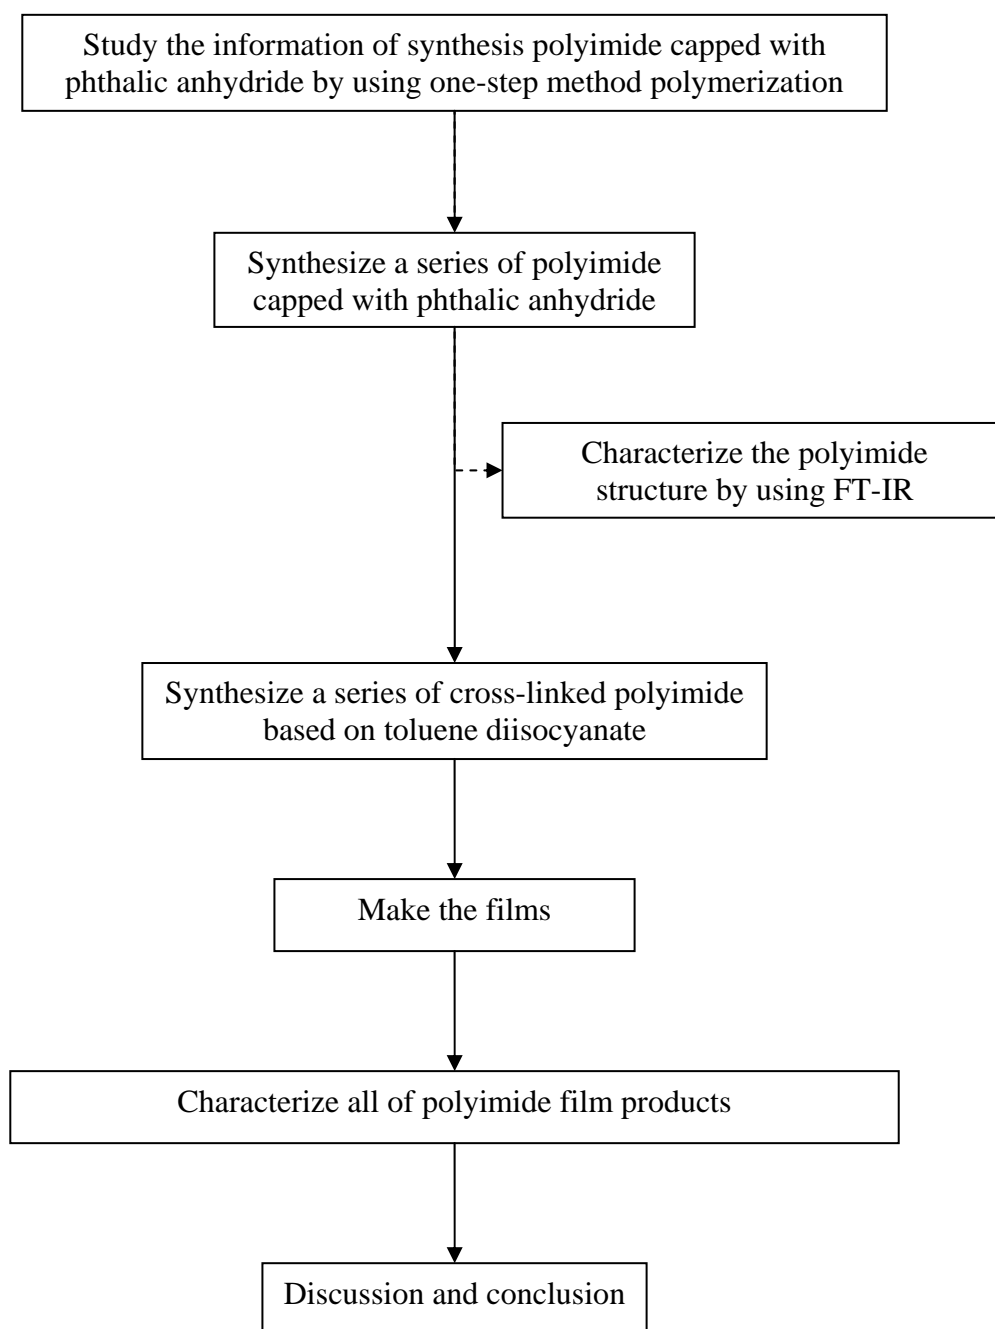 Study the information of synthesis polyimide capped with
phthalic anhydride by using one-step method polymerization
Synthesize a series of polyimide
capped with phthalic anhydride
Characterize the polyimide
structure by using FT-IR
Synthesize a series of cross-linked polyimide
based on toluene diisocyanate
Make the films
Characterize all of polyimide film products
Discussion and conclusion